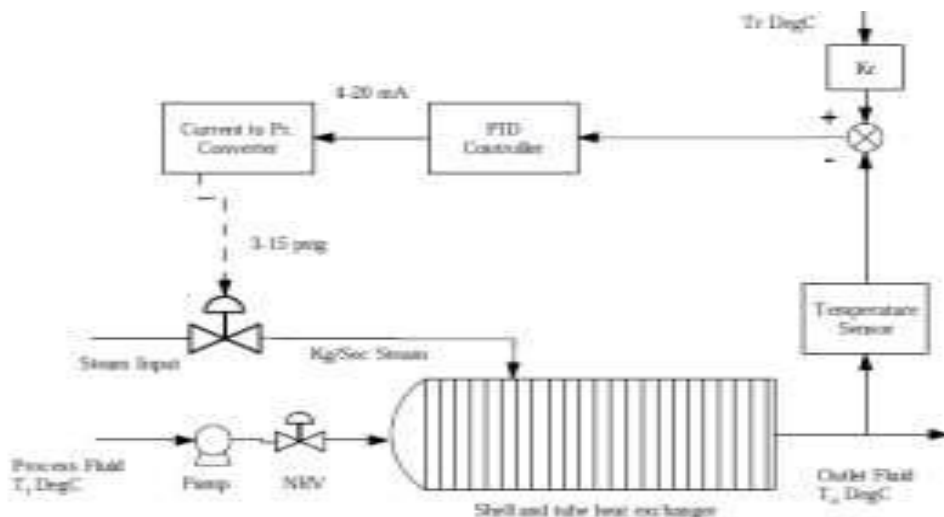 Tr DegC
Kc
4-20 mA
+
Current to Pr.
Converter
PID
Controller
-
3-15 psig
Temperature
Sensor
Steam Input
Kg/Sec Steam
Process Fluid
DegC
Pump
NRV
Outlet Fluid
DegC
Shell and tube heat exchanger